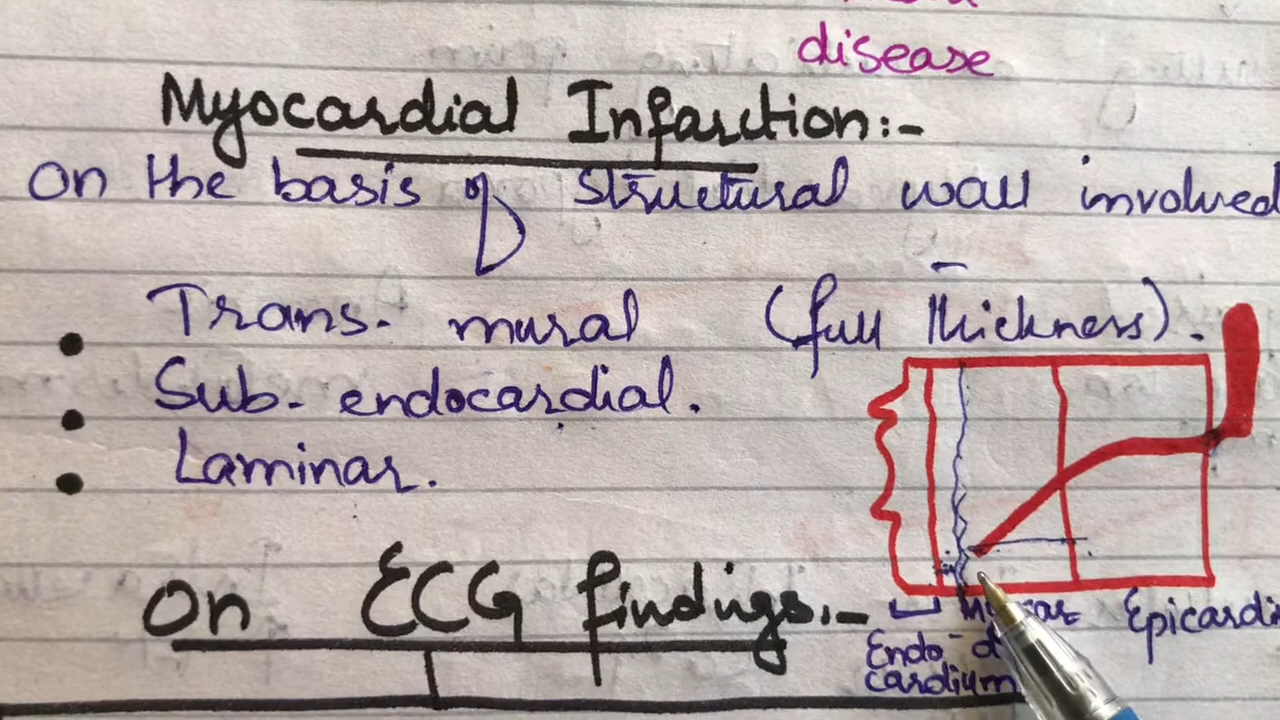 disease
Myocardial Infarction:-
on the basis of structural wall involved
Trans- mural (full thickness).
Sub- endocardial.
Laminar.
On ECG findings:-
Epicardi
Endo
cardium